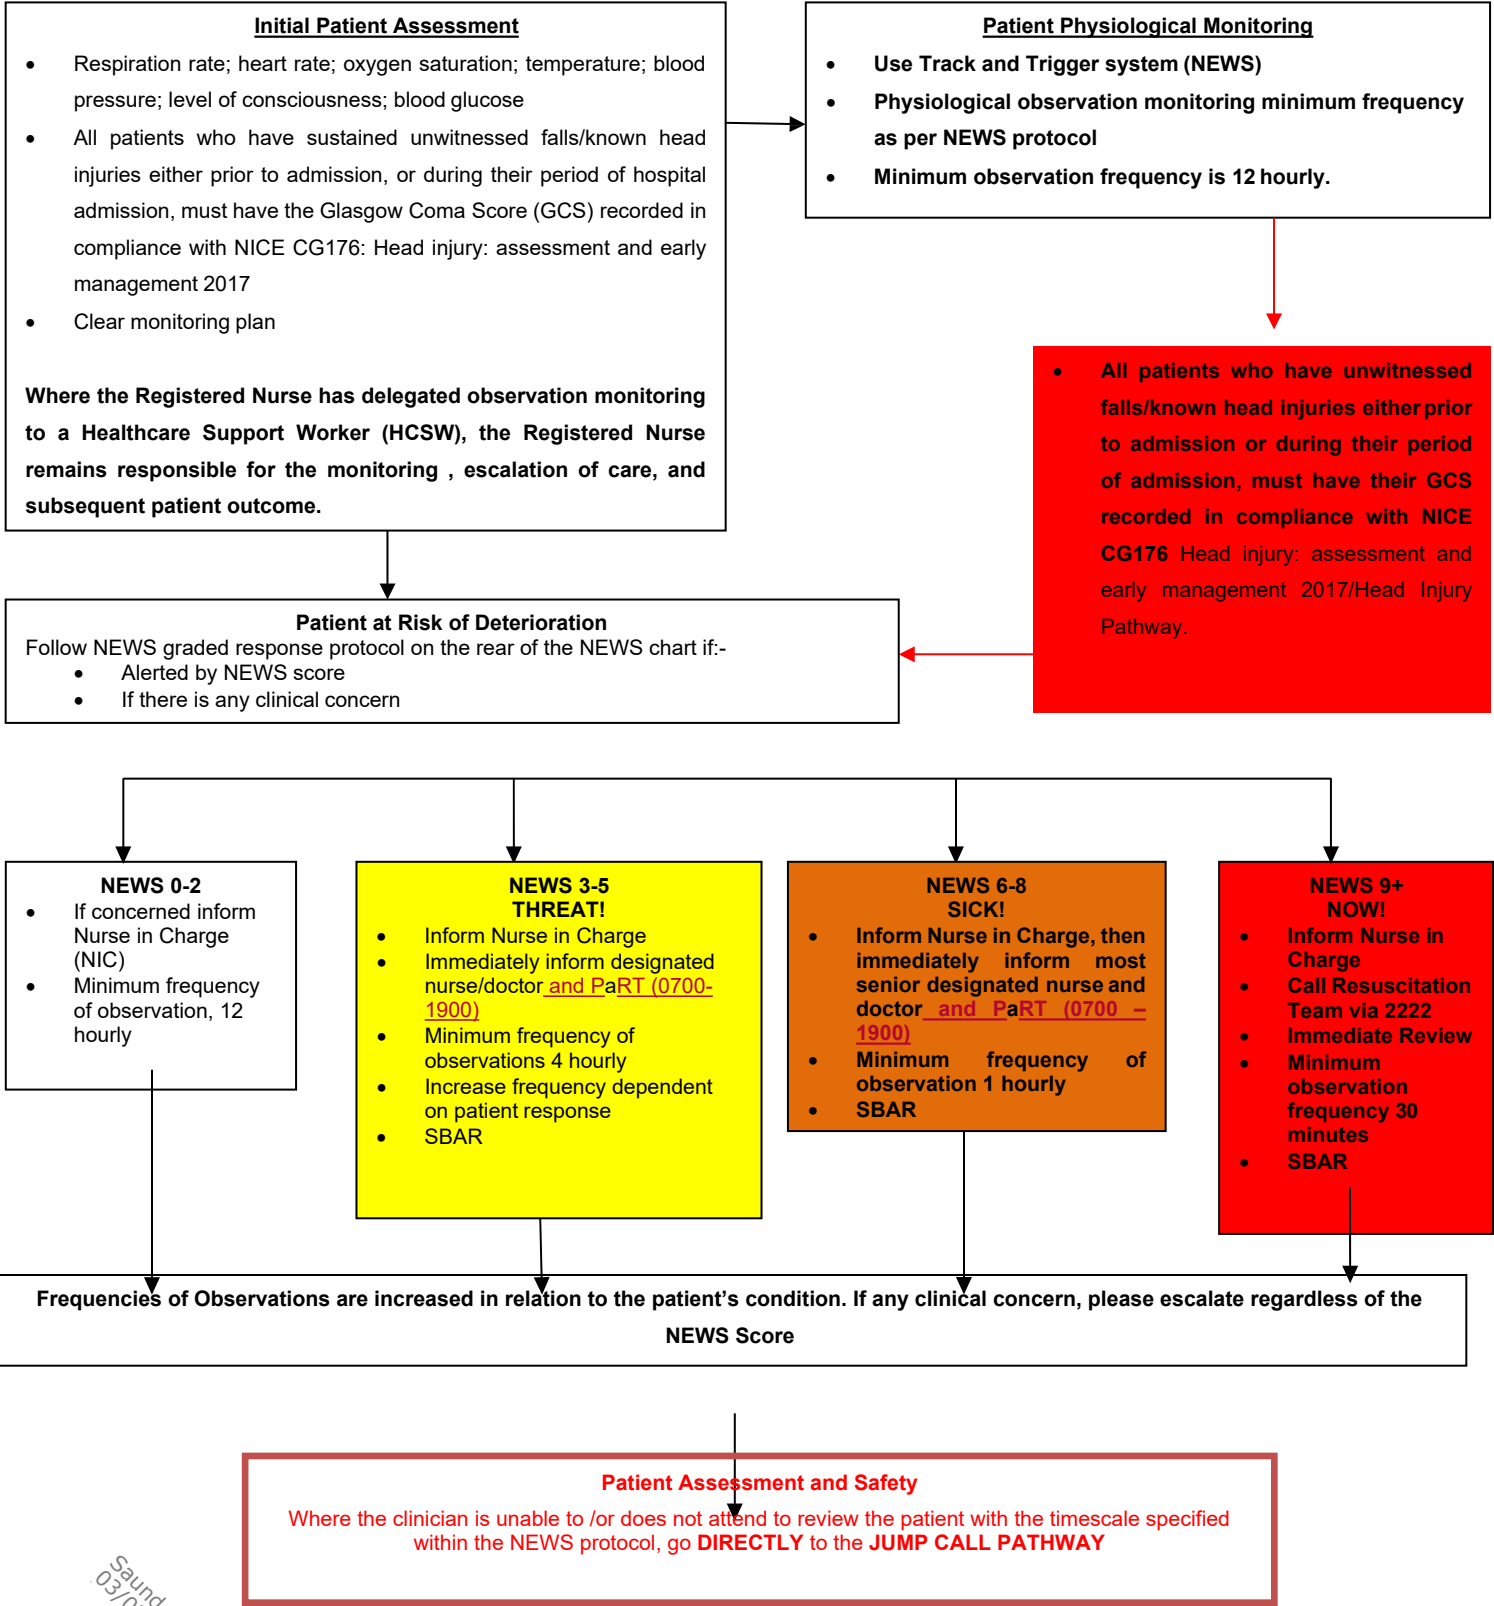 Initial Patient Assessment
• Respiration rate; heart rate; oxygen saturation; temperature; blood
pressure; level of consciousness; blood glucose
• All patients who have sustained unwitnessed falls/known head
injuries either prior to admission, or during their period of hospital
admission, must have the Glasgow Coma Score (GCS) recorded in
compliance with NICE CG176: Head injury: assessment and early
management 2017
• Clear monitoring plan
Where the Registered Nurse has delegated observation monitoring
to a Healthcare Support Worker (HCSW), the Registered Nurse
remains responsible for the monitoring , escalation of care, and
subsequent patient outcome.
Patient Physiological Monitoring
• Use Track and Trigger system (NEWS)
• Physiological observation monitoring minimum frequency
as per NEWS protocol
• Minimum observation frequency is 12 hourly.
• All patients who have unwitnessed
falls/known head injuries either prior
to admission or during their period
of admission, must have their GCS
recorded in compliance with NICE
CG176 Head injury: assessment and
early management 2017/Head Injury
Pathway.
Patient at Risk of Deterioration
Follow NEWS graded response protocol on the rear of the NEWS chart if:-
• Alerted by NEWS score
• If there is any clinical concern
NEWS 0-2
• If concerned inform
Nurse in Charge
(NIC)
• Minimum frequency
of observation, 12
hourly
NEWS 3-5
THREAT!
• Inform Nurse in Charge
• Immediately inform designated
nurse/doctor and PaRT (0700-
1900)
• Minimum frequency of
observations 4 hourly
• Increase frequency dependent
on patient response
• SBAR
NEWS 6-8
SICK!
• Inform Nurse in Charge, then
immediately inform most
senior designated nurse and
doctor and PaRT (0700 –
1900)
• Minimum frequency of
observation 1 hourly
• SBAR
NEWS 9+
NOW!
• Inform Nurse in
Charge
• Call Resuscitation
Team via 2222
• Immediate Review
• Minimum
observation
frequency 30
minutes
• SBAR
Frequencies of Observations are increased in relation to the patient's condition. If any clinical concern, please escalate regardless of the
NEWS Score
Patient Assessment and Safety
Where the clinician is unable to /or does not attend to review the patient with the timescale specified
within the NEWS protocol, go DIRECTLY to the JUMP CALL PATHWAY